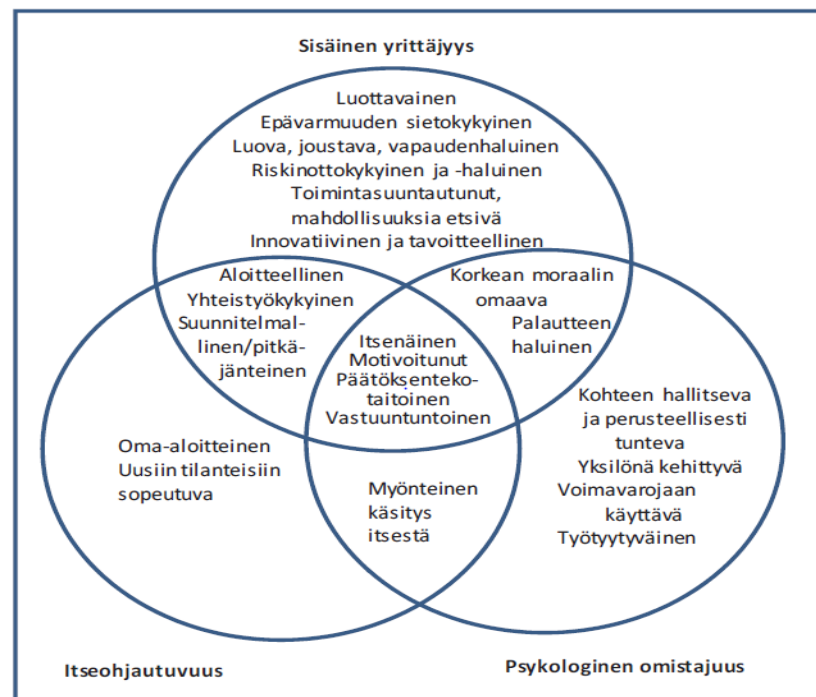 Sisäinen yrittäjyys
Luottavainen
Epävarmuuden sietokykyinen
Luova, joustava, vapaudenhaluinen
Riskinottokykyinen ja -haluinen
Toimintasuuntautunut,
mahdollisuuksia etsivä
Innovatiivinen ja tavoitteellinen
Aloitteellinen
Yhteistyökykyinen
Suunnitelmal-
linen/pitkä-
jänteinen
Korkean moraalin
omaava
Palautteen
haluinen
Itsenäinen
Motivoitunut
Päätöksenteko-
taitoinen
Vastuuntuntoinen
Oma-aloitteinen
Uusiin tilanteisiin
sopeutuva
Myönteinen
käsitys
itsestä
Kohteen hallitseva
ja perusteellisesti
tunteva
Yksilönä kehittyvä
Voimavarojaan
käyttävä
Työtyytyväinen
Itseohjautuvuus
Psykologinen omistajuus